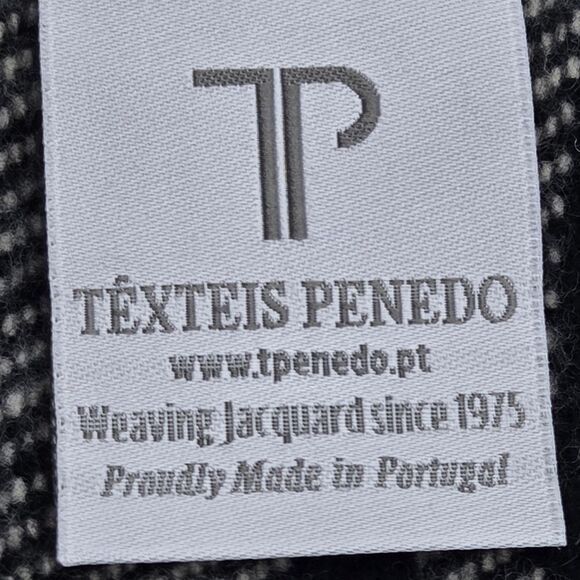 TP
TÊXTEIS PENEDO
www.tpenedo.pt
Weaving Jacquard since 1975
Proudly Made in Portugal